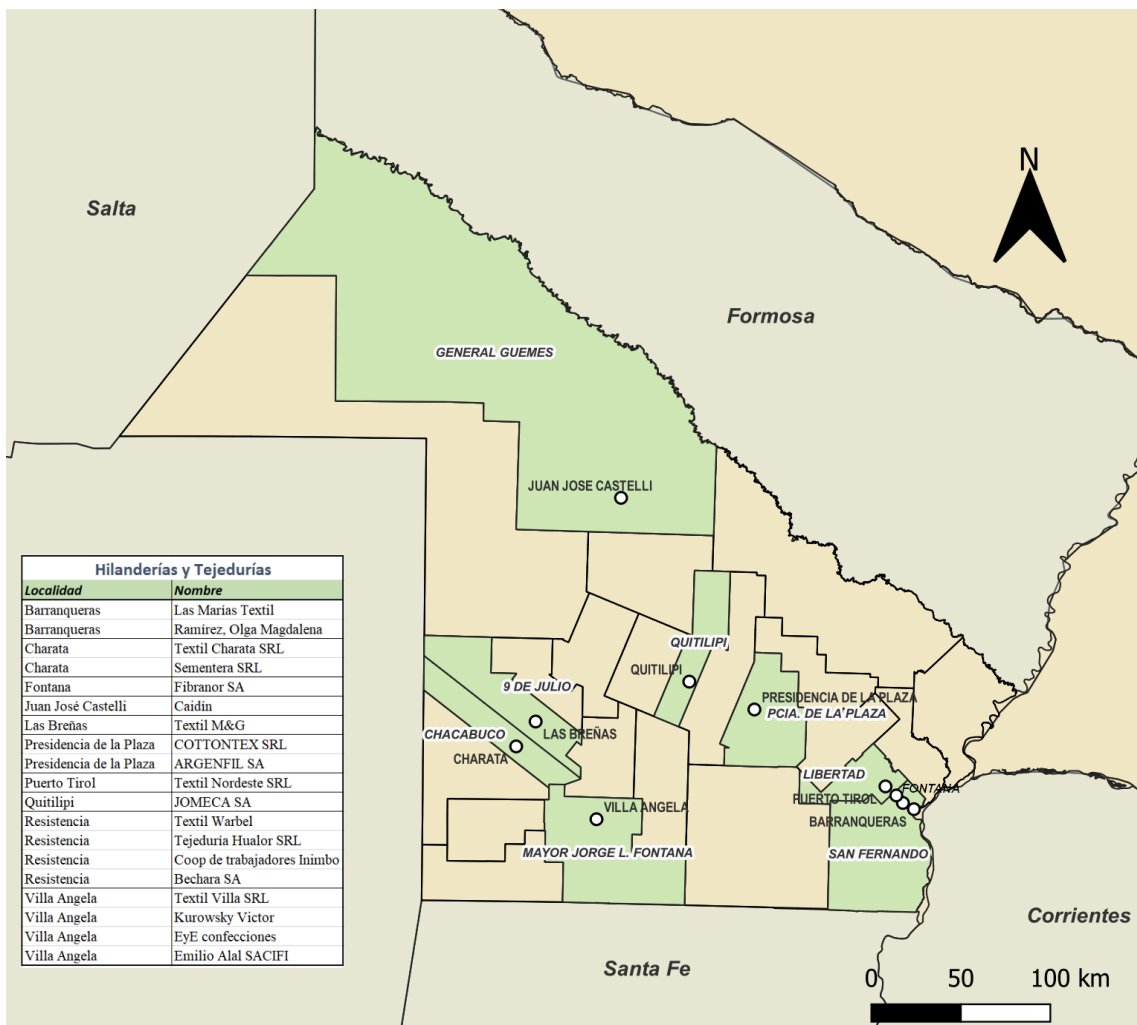 N
Salta
Formosa
GENERAL GUEMES
JUAN JOSE CASTELLI
Hilanderías y Tejedurías
Localidad Nombre
Barranqueras Las Marías Textil
Barranqueras Ramírez, Olga Magdalena
Charata Textil Charata SRL
Charata Sementera SRL
Fontana Fibranor SA
Juan José Castelli Caidin
Las Breñas Textil M&G
Presidencia de la Plaza COTTONTEX SRL
Presidencia de la Plaza ARGENFIL SA
Puerto Tirol Textil Nordeste SRL
Quitilipi JOMECA SA
Resistencia Textil Warbel
Resistencia Tejeduría Hualor SRL
Resistencia Coop de trabajadores Inimbo
Resistencia Bechara SA
Villa Angela Textil Villa SRL
Villa Angela Kurowsky Victor
Villa Angela EyE confecciones
Villa Angela Emilio Alal SACIFI
QUITILIPI
QUITILIPI
9 DE JULIO
PRESIDENCIA DE LA PLAZA
PCIA. DE LA PLAZA
CHACABUCO
LAS BREÑAS
CHARATA
LIBERTAD
FONTANA
PUERTO TIROL
VILLA ANGELA
BARRANQUERAS
MAYOR JORGE L. FONTANA
SAN FERNANDO
Corrientes
Santa Fe
0 50 100 km